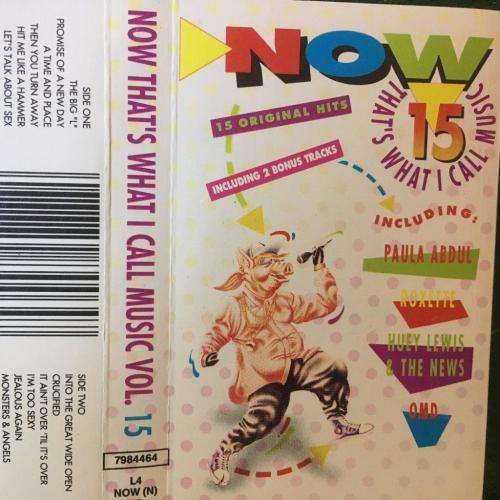 SIDE ONE
THE BIG "L"
PROMISE OF A NEW DAY
A TIME AND PLACE
THEN YOU TURN AWAY
HIT ME LIKE A HAMMER
LET'S TALK ABOUT SEX
SIDE TWO
INTO THE GREAT WIDE OPEN
CRUCIFIED
IT AIN'T OVER 'TIL IT'S OVER
I'M TOO SEXY
JEALOUS AGAIN
MONSTERS & ANGELS
NOW THAT'S WHAT I CALL MUSIC VOL. 15
7984464
L4
NOW (N)
NOW
THAT'S WHAT I CALL MUSIC
15
15 ORIGINAL HITS
INCLUDING 2 BONUS TRACKS
INCLUDING:
PAULA ABDUL
ROXETTE
HUEY LEWIS
& THE NEWS
OMD